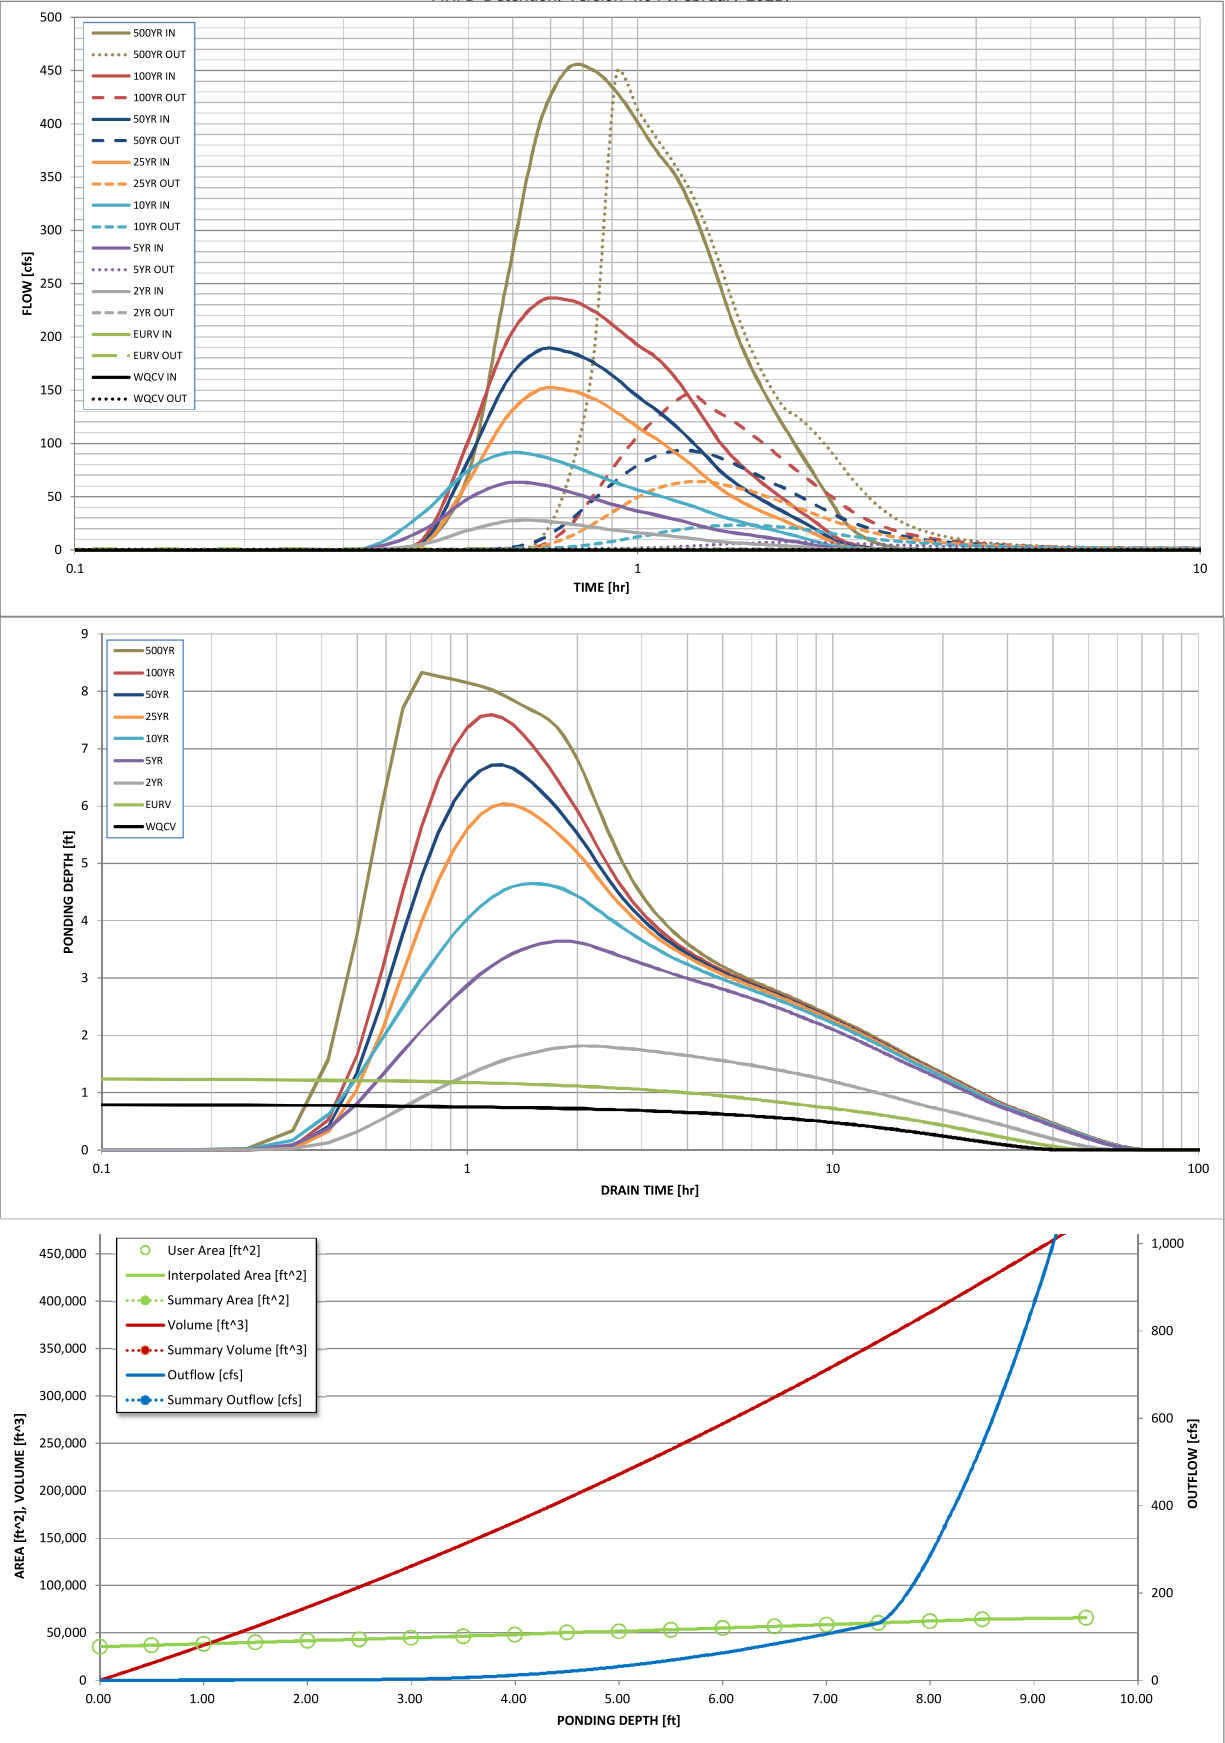 500
450
400
350
300
250
200
150
100
50
0
FLOW [cfs]
500YR IN
500YR OUT
100YR IN
100YR OUT
50YR IN
50YR OUT
25YR IN
25YR OUT
10YR IN
10YR OUT
5YR IN
5YR OUT
2YR IN
2YR OUT
EURV IN
EURV OUT
WQCV IN
WQCV OUT
0.1
1
10
TIME [hr]
9
8
7
6
5
4
3
2
1
0
PONDING DEPTH [ft]
500YR
100YR
50YR
25YR
10YR
5YR
2YR
EURV
WQCV
0.1
1
10
100
DRAIN TIME [hr]
450,000
400,000
350,000
300,000
250,000
200,000
150,000
100,000
50,000
0
AREA [ft^2], VOLUME [ft^3]
User Area [ft^2]
Interpolated Area [ft^2]
Summary Area [ft^2]
Volume [ft^3]
Summary Volume [ft^3]
Outflow [cfs]
Summary Outflow [cfs]
1,000
800
600
400
200
0
OUTFLOW [cfs]
0.00
1.00
2.00
3.00
4.00
5.00
6.00
7.00
8.00
9.00
10.00
PONDING DEPTH [ft]